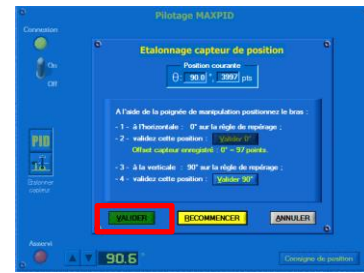 Pilotage MAXPID
Connexion
On
Off
Etalonnage capteur de position
Position courante
θ: 90.0 ° 3997 pts
A l'aide de la poignée de manipulation positionnez le bras :
- 1 - à l'horizontale : 0° sur la règle de repérage ;
- 2 - validez cette position : Valider 0°
Offset capteur enregistré : 0° = 97 points.
- 3 - à la verticale : 90° sur la règle de repérage ;
- 4 - validez cette position : Valider 90°
VALIDER RECOMMENCER ANNULER
PID
Etalonner
capteur
Asservi
90.6 °
Consigne de position